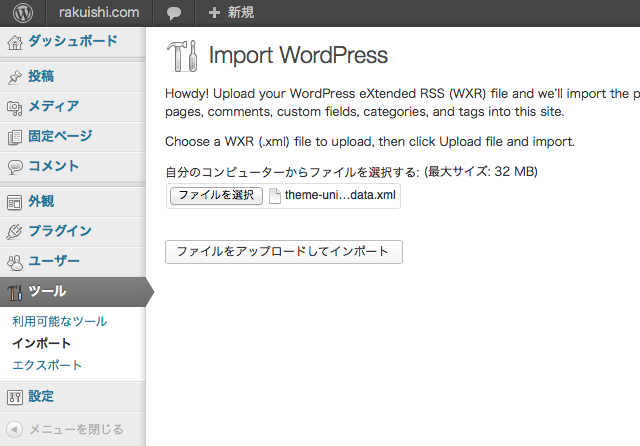 rakuishi.com
新規
ダッシュボード
投稿
メディア
固定ページ
コメント
外観
プラグイン
ユーザー
ツール
利用可能なツール
インポート
エクスポート
設定
メニューを閉じる
Import WordPress
Howdy! Upload your WordPress eXtended RSS (WXR) file and we'll import the p
pages, comments, custom fields, categories, and tags into this site.
Choose a WXR (.xml) file to upload, then click Upload file and import.
自分のコンピューターからファイルを選択する: (最大サイズ: 32 MB)
ファイルを選択 theme-uni...data.xml
ファイルをアップロードしてインポート